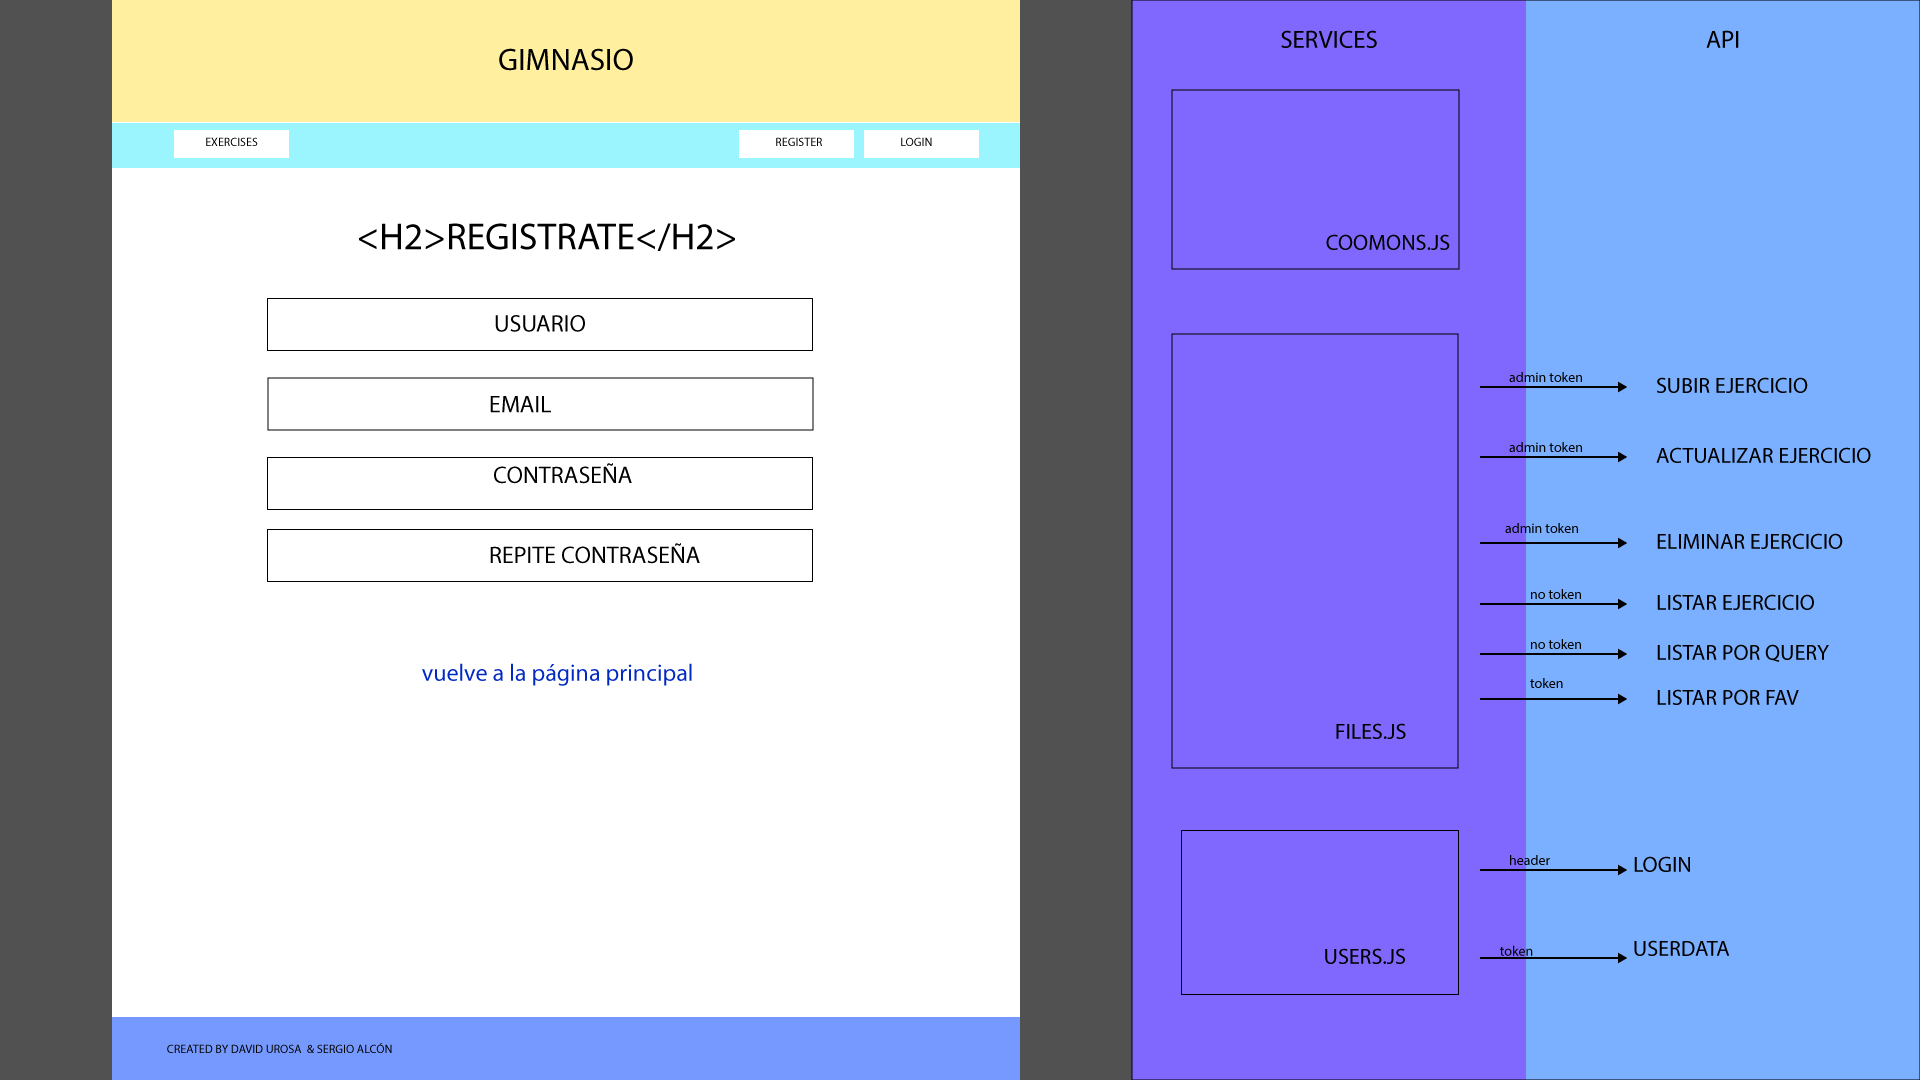 GIMNASIO
EXERCISES
REGISTER
LOGIN
<H2>REGISTRATE</H2>
USUARIO
EMAIL
CONTRASEÑA
REPITE CONTRASEÑA
vuelve a la página principal
CREATED BY DAVID UROSA & SERGIO ALCÓN
SERVICES
API
COOMONS.JS
admin token
SUBIR EJERCICIO
admin token
ACTUALIZAR EJERCICIO
admin token
ELIMINAR EJERCICIO
no token
LISTAR EJERCICIO
no token
LISTAR POR QUERY
token
LISTAR POR FAV
FILES.JS
header
LOGIN
token
USERDATA
USERS.JS